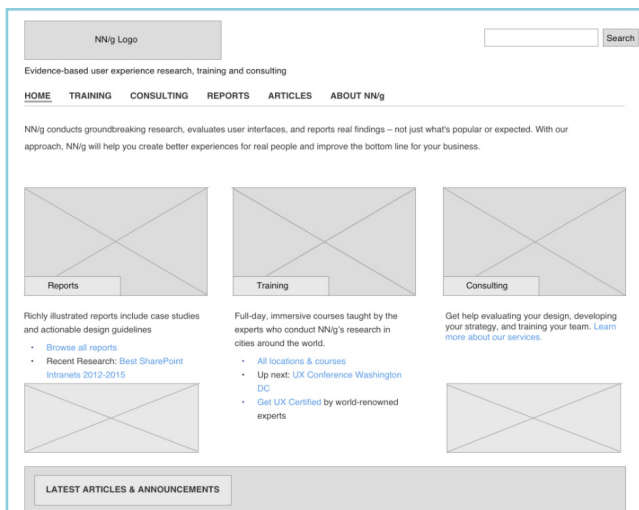 NN/g Logo
Search
Evidence-based user experience research, training and consulting
HOME TRAINING CONSULTING REPORTS ARTICLES ABOUT NN/g
NN/g conducts groundbreaking research, evaluates user interfaces, and reports real findings – not just what's popular or expected. With our
approach, NN/g will help you create better experiences for real people and improve the bottom line for your business.
Reports
Richly illustrated reports include case studies
and actionable design guidelines
• Browse all reports
• Recent Research: Best SharePoint
Intranets 2012-2015
Training
Full-day, immersive courses taught by the
experts who conduct NN/g's research in
cities around the world.
• All locations & courses
• Up next: UX Conference Washington
DC
• Get UX Certified by world-renowned
experts
Consulting
Get help evaluating your design, developing
your strategy, and training your team. Learn
more about our services.
LATEST ARTICLES & ANNOUNCEMENTS